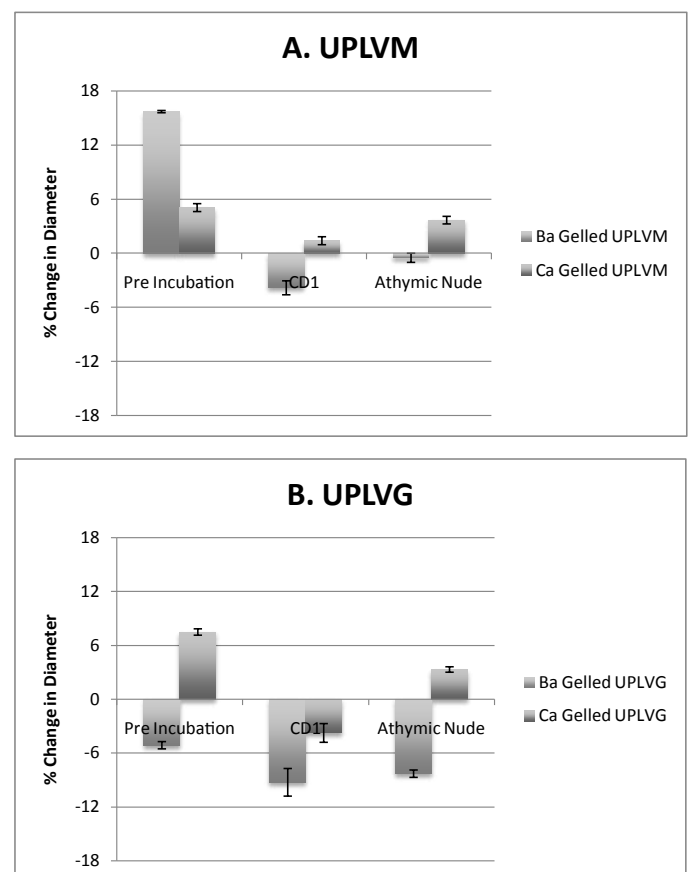 A. UPLVM
18
12
6
0
-6
-12
-18
% Change in Diameter
Pre Incubation
CD1
Athymic Nude
Ba Gelled UPLVM
Ca Gelled UPLVM
B. UPLVG
18
12
6
0
-6
-12
-18
% Change in Diameter
Pre Incubation
CD1
Athymic Nude
Ba Gelled UPLVG
Ca Gelled UPLVG